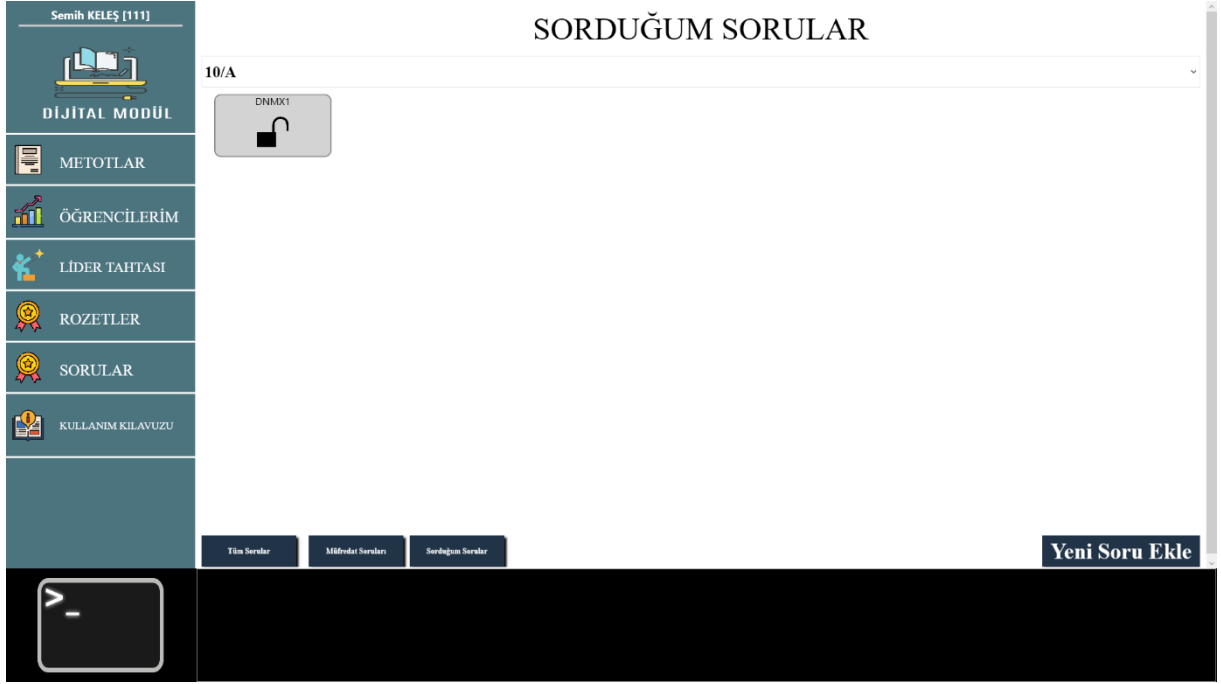 Semih KELEŞ [111]
DİJİTAL MODÜL
METOTLAR
ÖĞRENCİLERİM
LİDER TAHTASI
ROZETLER
SORULAR
KULLANIM KILAVUZU
SORDUĞUM SORULAR
10/A
DNMX1
Tüm Sorular
Müfredat Soruları
Sorduğum Sorular
Yeni Soru Ekle
>_